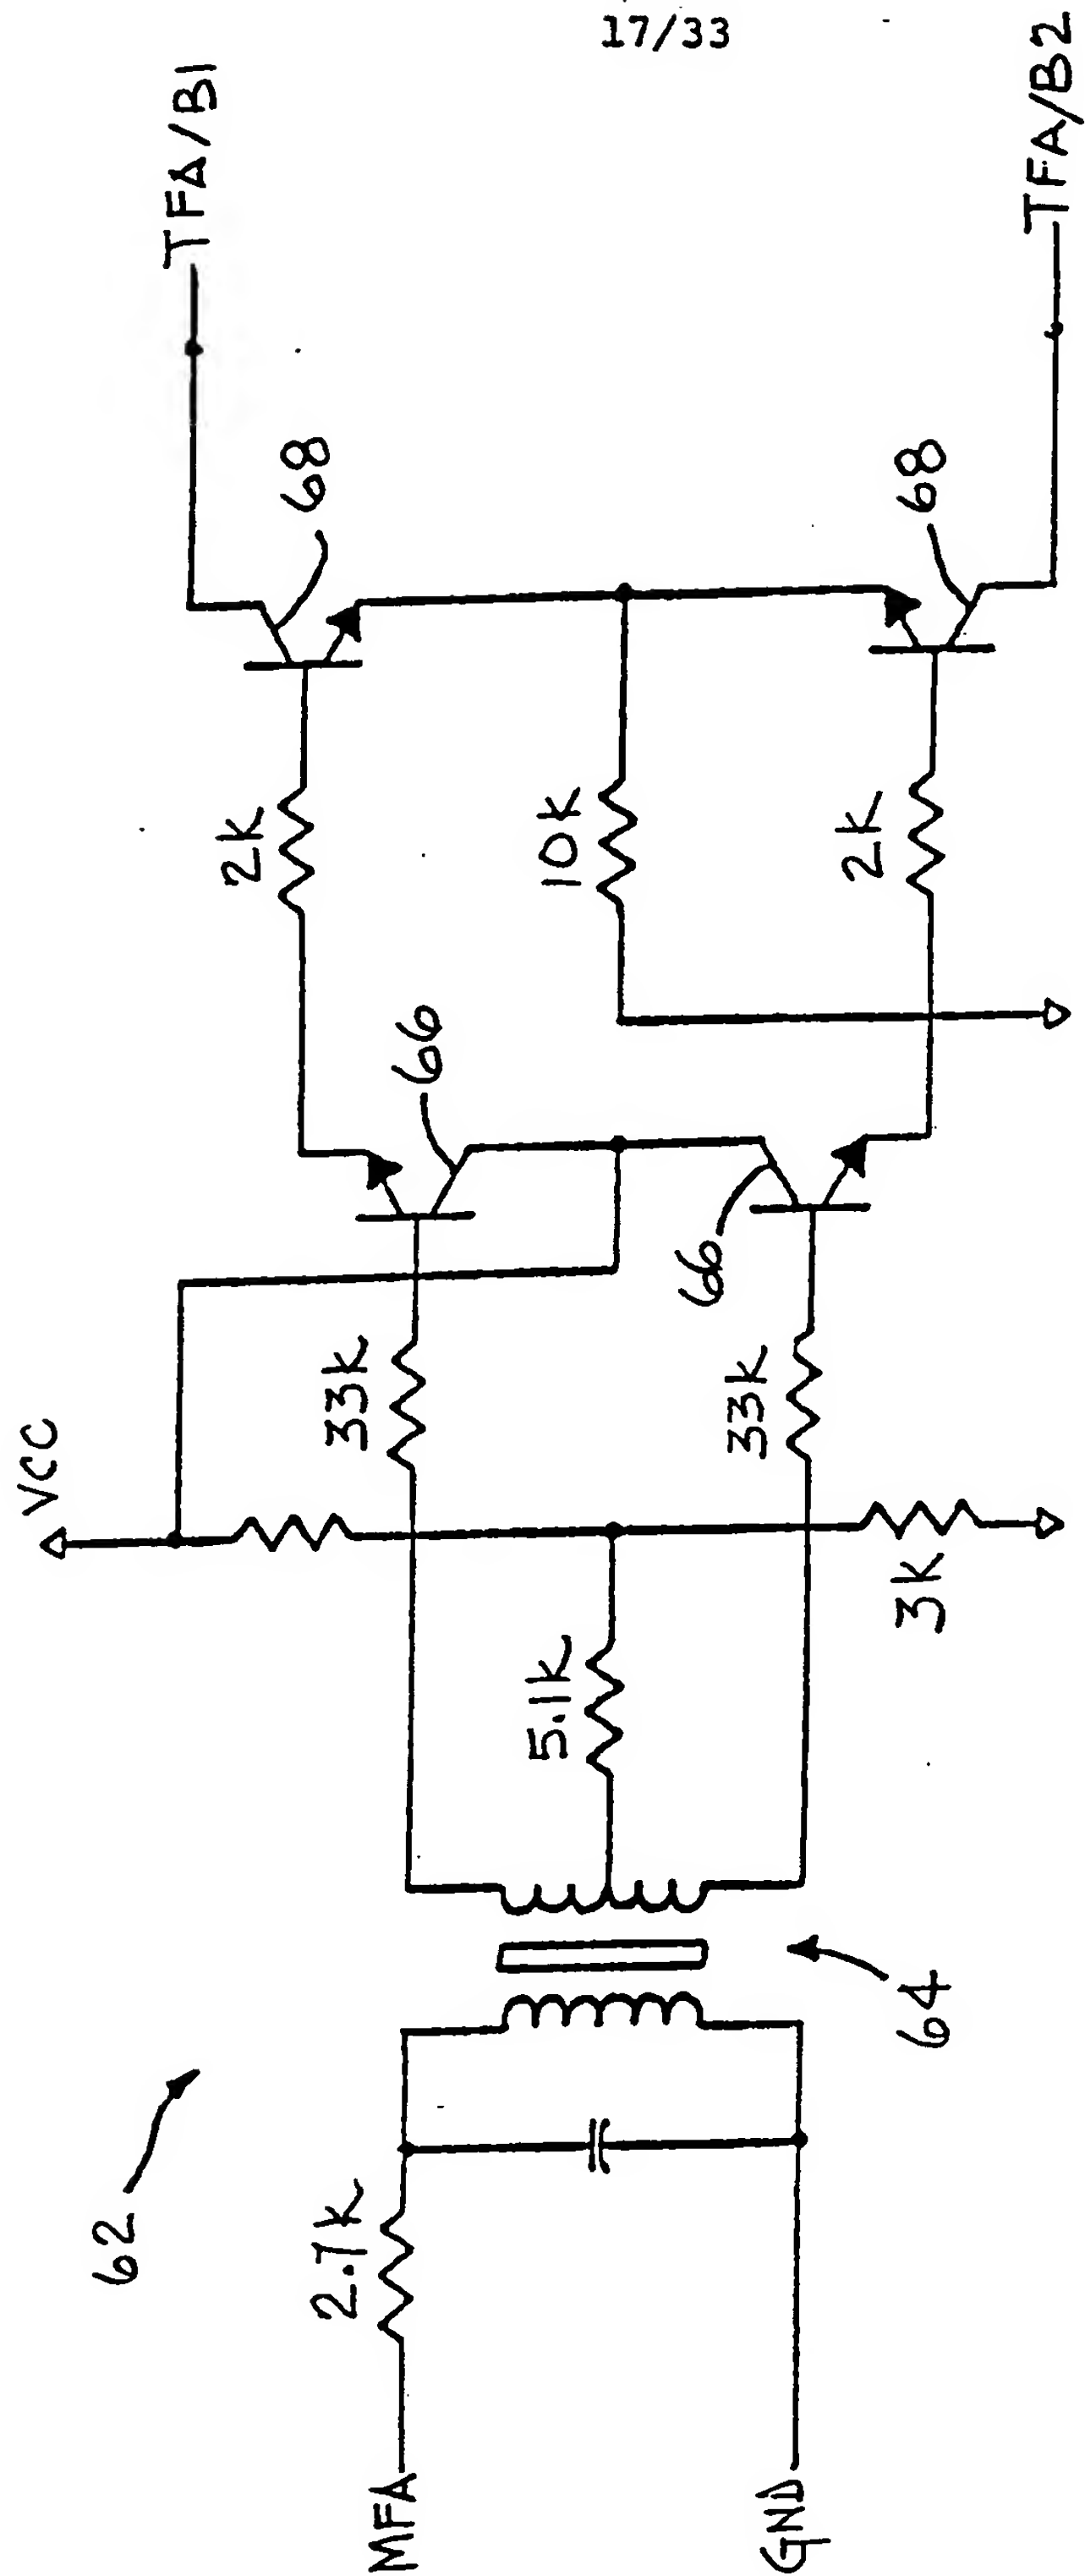 17/33
TFA/B1
TFA/B2
68
68
2K
10K
2K
66
66
VCC
33K
33K
5.1K
3K
64
62
2.7K
MFA
GND